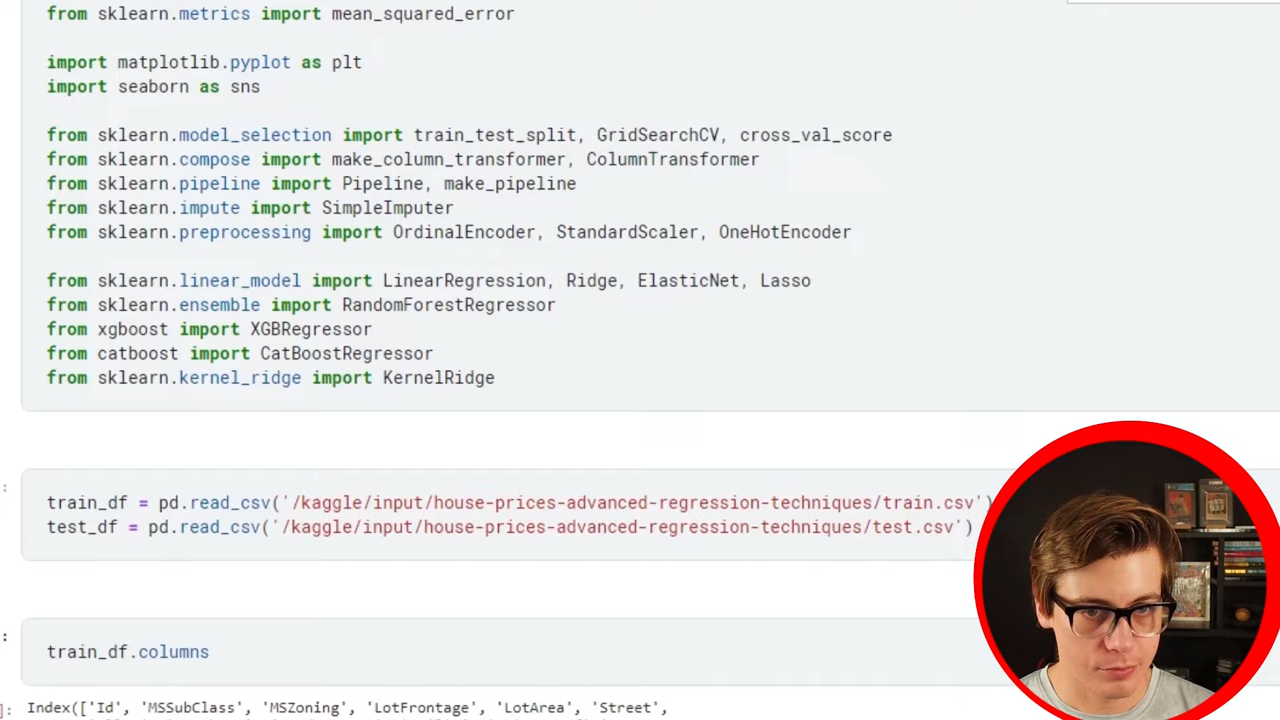 from sklearn.metrics import mean_squared_error
import matplotlib.pyplot as plt
import seaborn as sns
from sklearn.model_selection import train_test_split, GridSearchCV, cross_val_score
from sklearn.compose import make_column_transformer, ColumnTransformer
from sklearn.pipeline import Pipeline, make_pipeline
from sklearn.impute import SimpleImputer
from sklearn.preprocessing import OrdinalEncoder, StandardScaler, OneHotEncoder
from sklearn.linear_model import LinearRegression, Ridge, ElasticNet, Lasso
from sklearn.ensemble import RandomForestRegressor
from xgboost import XGBRegressor
from catboost import CatBoostRegressor
from sklearn.kernel_ridge import KernelRidge
train_df = pd.read_csv('/kaggle/input/house-prices-advanced-regression-techniques/train.csv')
test_df = pd.read_csv('/kaggle/input/house-prices-advanced-regression-techniques/test.csv')
train_df.columns
Index(['Id', 'MSSubClass', 'MSZoning', 'LotFrontage', 'LotArea', 'Street',